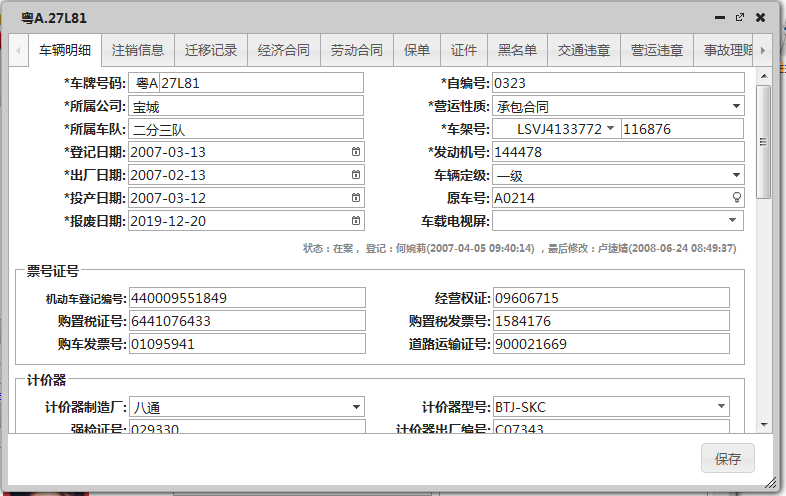 粤A.27L81
车辆明细 注销信息 迁移记录 经济合同 劳动合同 保单 证件 黑名单 交通违章 营运违章 事故理赔
*车牌号码: 粤A 27L81 *自编号: 0323
*所属公司: 宝城 *营运性质: 承包合同
*所属车队: 二分三队 *车架号: LSVJ4133772 116876
*登记日期: 2007-03-13 *发动机号: 144478
*出厂日期: 2007-02-13 车辆定级: 一级
*投产日期: 2007-03-12 原车号: A0214
*报废日期: 2019-12-20 车载电视屏:
状态：在案，登记：何婉莉(2007-04-05 09:40:14) ，最后修改：卢捷婧(2008-06-24 08:49:37)
票号证号
机动车登记编号: 440009551849 经营权证: 09606715
购置税证号: 6441076433 购置税发票号: 1584176
购车发票号: 01095941 道路运输证号: 900021669
计价器
计价器制造厂: 八通 计价器型号: BTJ-SKC
强检证号: 029330 计价器出厂编号: C07343
保存